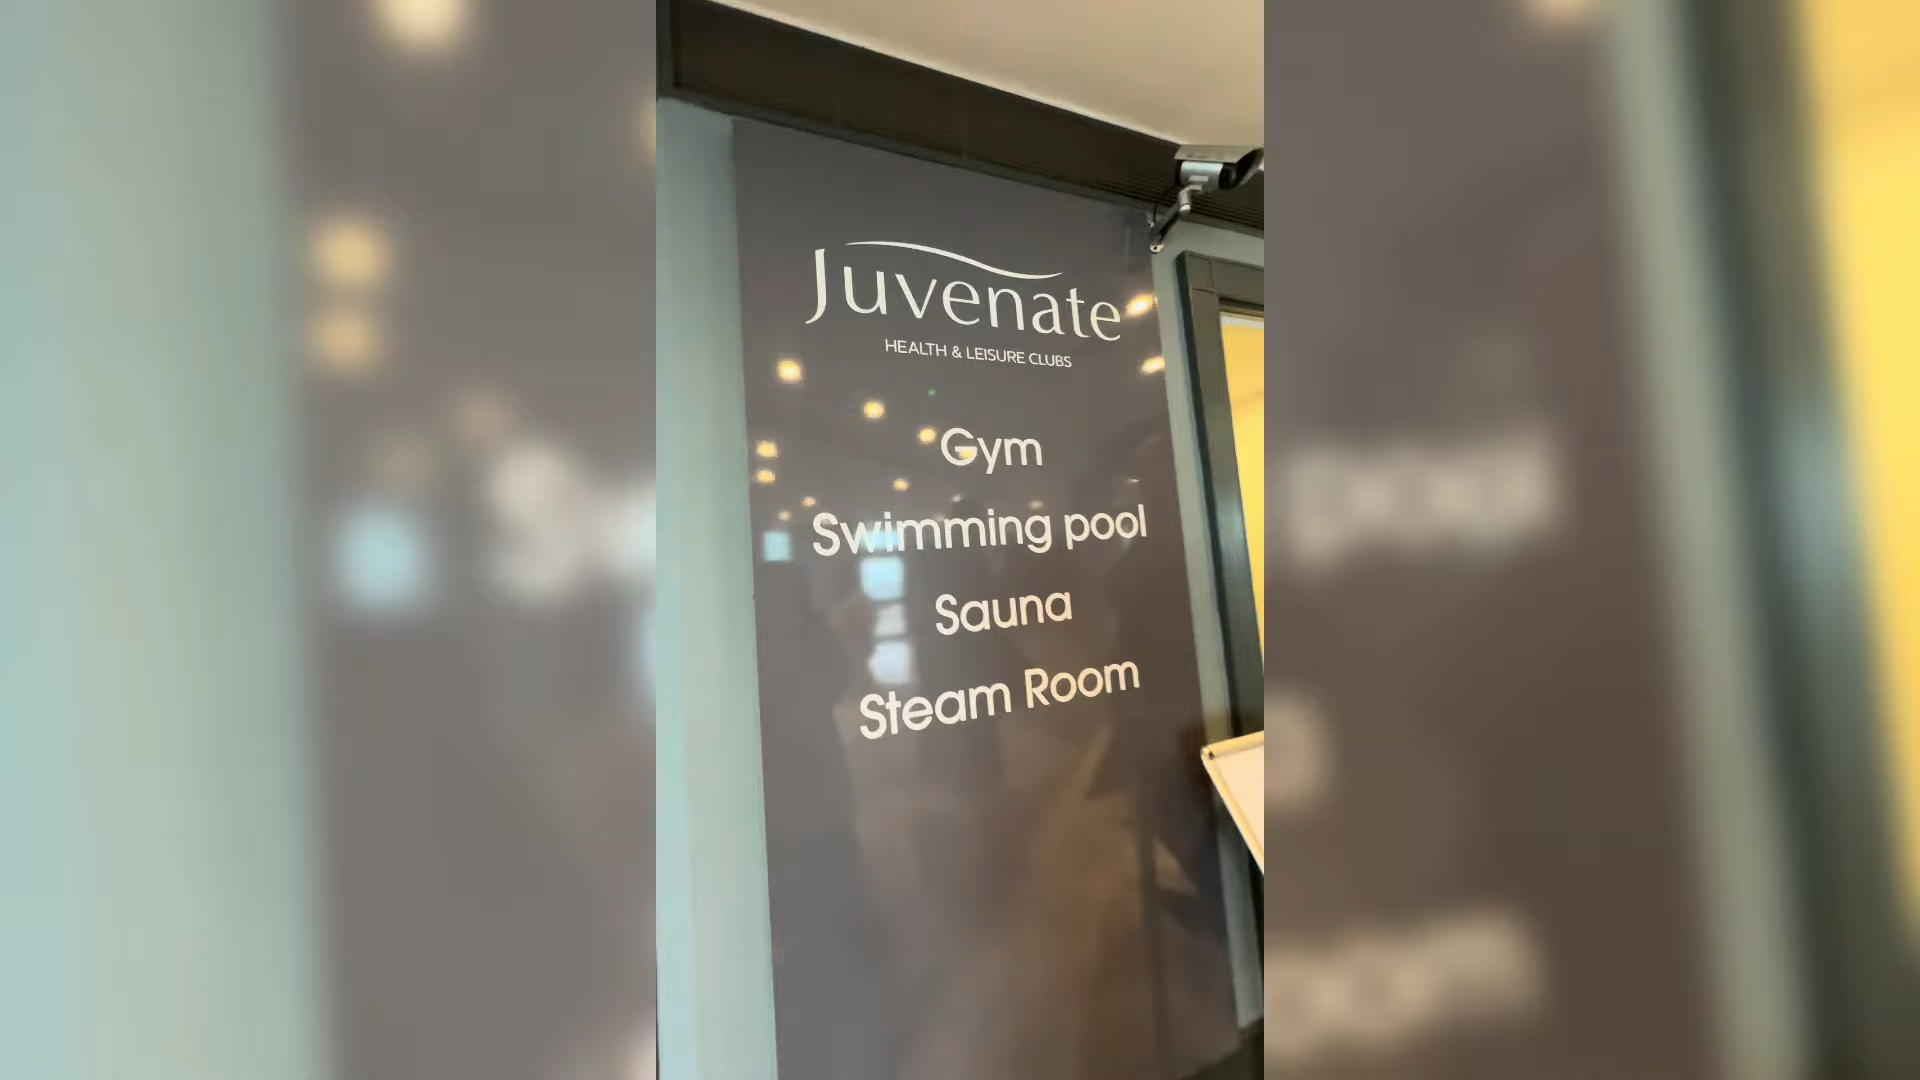 Juvenate
HEALTH & LEISURE CLUBS
Gym
Swimming pool
Sauna
Steam Room